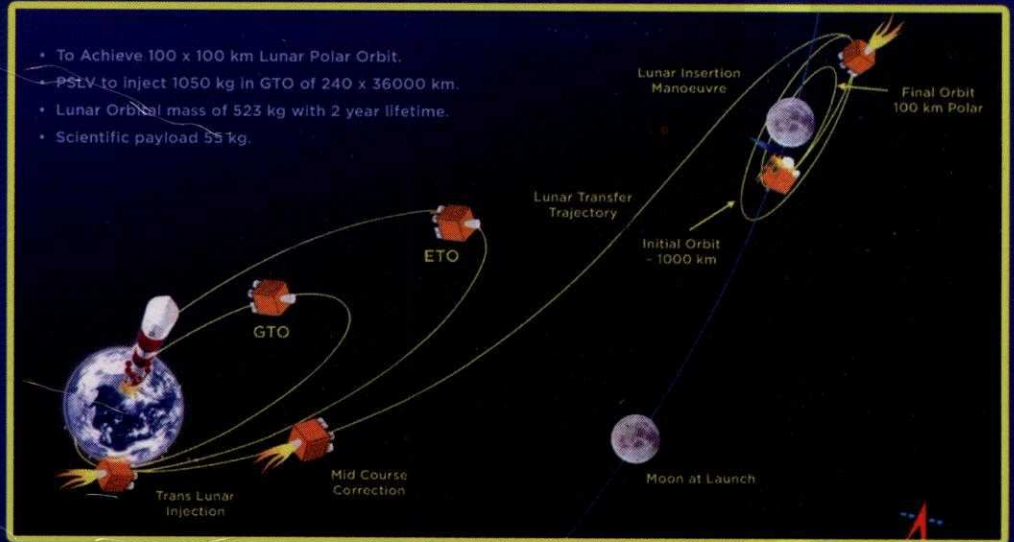 • To Achieve 100 x 100 km Lunar Polar Orbit.
• PSLV to inject 1050 kg in GTO of 240 x 36000 km.
• Lunar Orbital mass of 523 kg with 2 year lifetime.
• Scientific payload 55 kg.
Lunar Insertion
Manoeuvre
Final Orbit
100 km Polar
Lunar Transfer
Trajectory
Initial Orbit
~ 1000 km
ETO
GTO
Mid Course
Correction
Trans Lunar
Injection
Moon at Launch